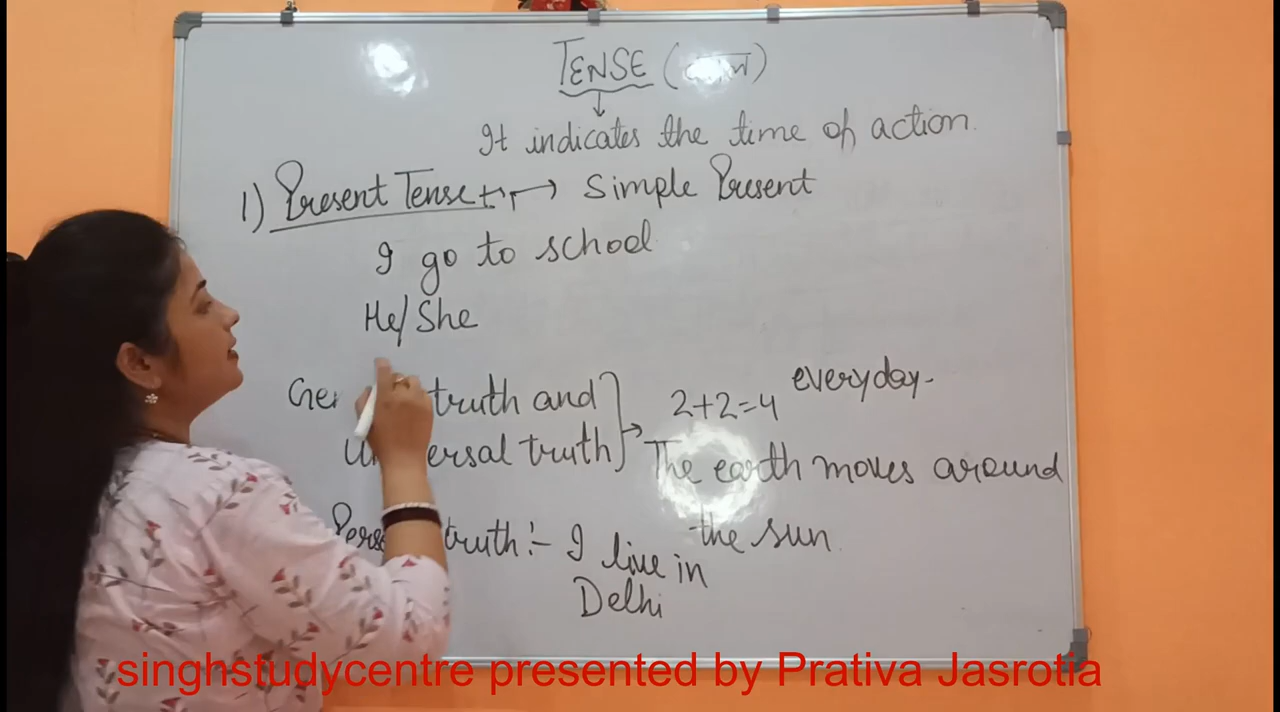 TENSE (काल)
It indicates the time of action.
1) Present Tense → Simple Present
I go to school
He/She
truth and
2+2=4 everyday.
truth
The earth moves around
the sun.
truth :- I live in
Delhi
singhstudycentre presented by Prativa Jasrotia